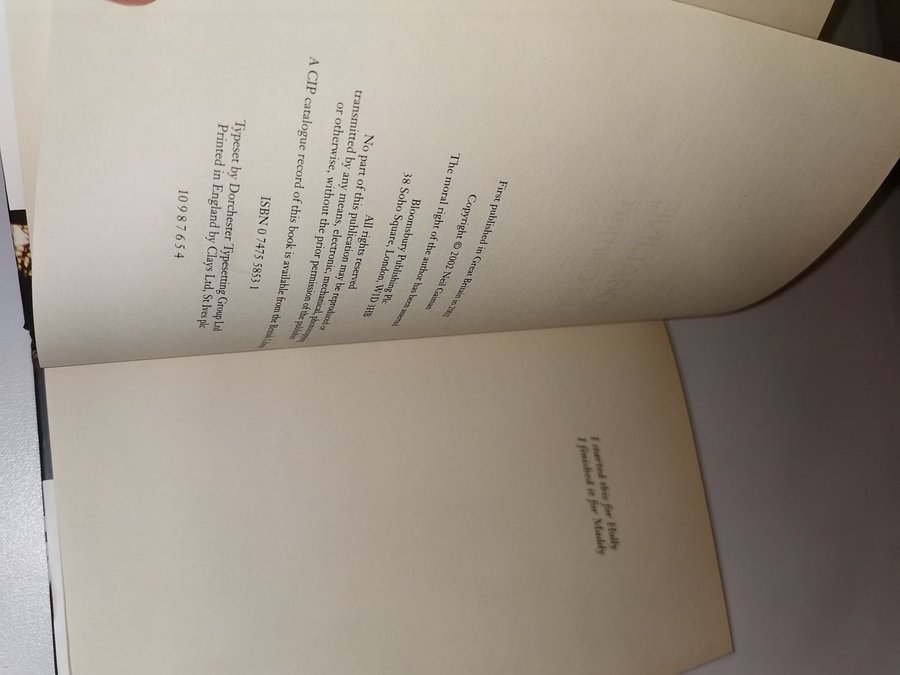 First published in Great Britain in
Copyright © 2002 Neil Gaiman
The moral right of the author has been asserted
Bloomsbury Publishing Plc
38 Soho Square, London, W1D 3HB
All rights reserved
No part of this publication may be reproduced or
transmitted by any means, electronic, mechanical, photocopying
or otherwise, without the prior permission of the publisher
A CIP catalogue record of this book is available from the British
ISBN 0 7475 5853 1
Typeset by Dorchester Typesetting Group Ltd
Printed in England by Clays Ltd, St Ives plc
10 9 8 7 6 5 4
I started this for Holly
I finished it for Maddy